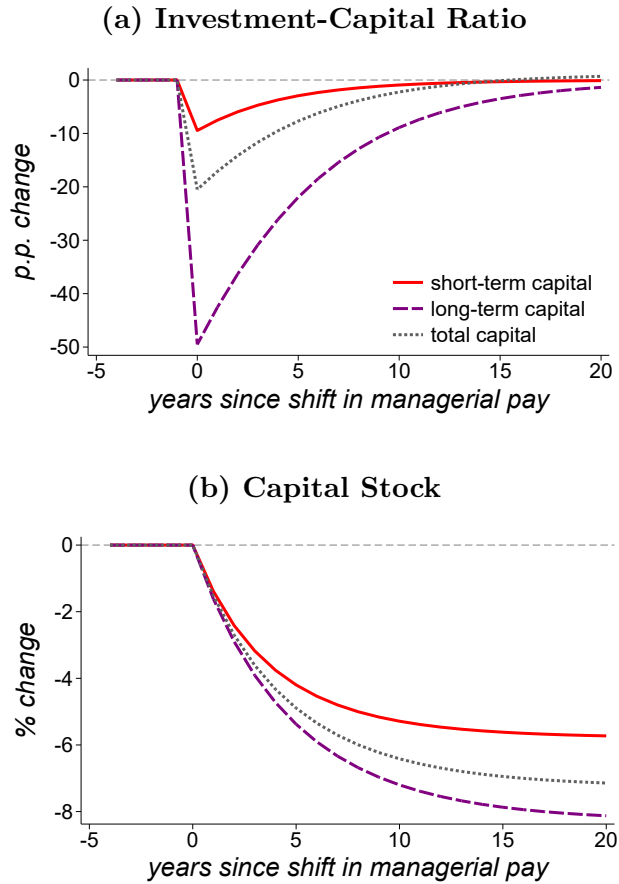 (a) Investment-Capital Ratio
p.p. change
0
-10
-20
-30
-40
-50
short-term capital
long-term capital
total capital
-5 0 5 10 15 20
years since shift in managerial pay
(b) Capital Stock
% change
0
-2
-4
-6
-8
-5 0 5 10 15 20
years since shift in managerial pay